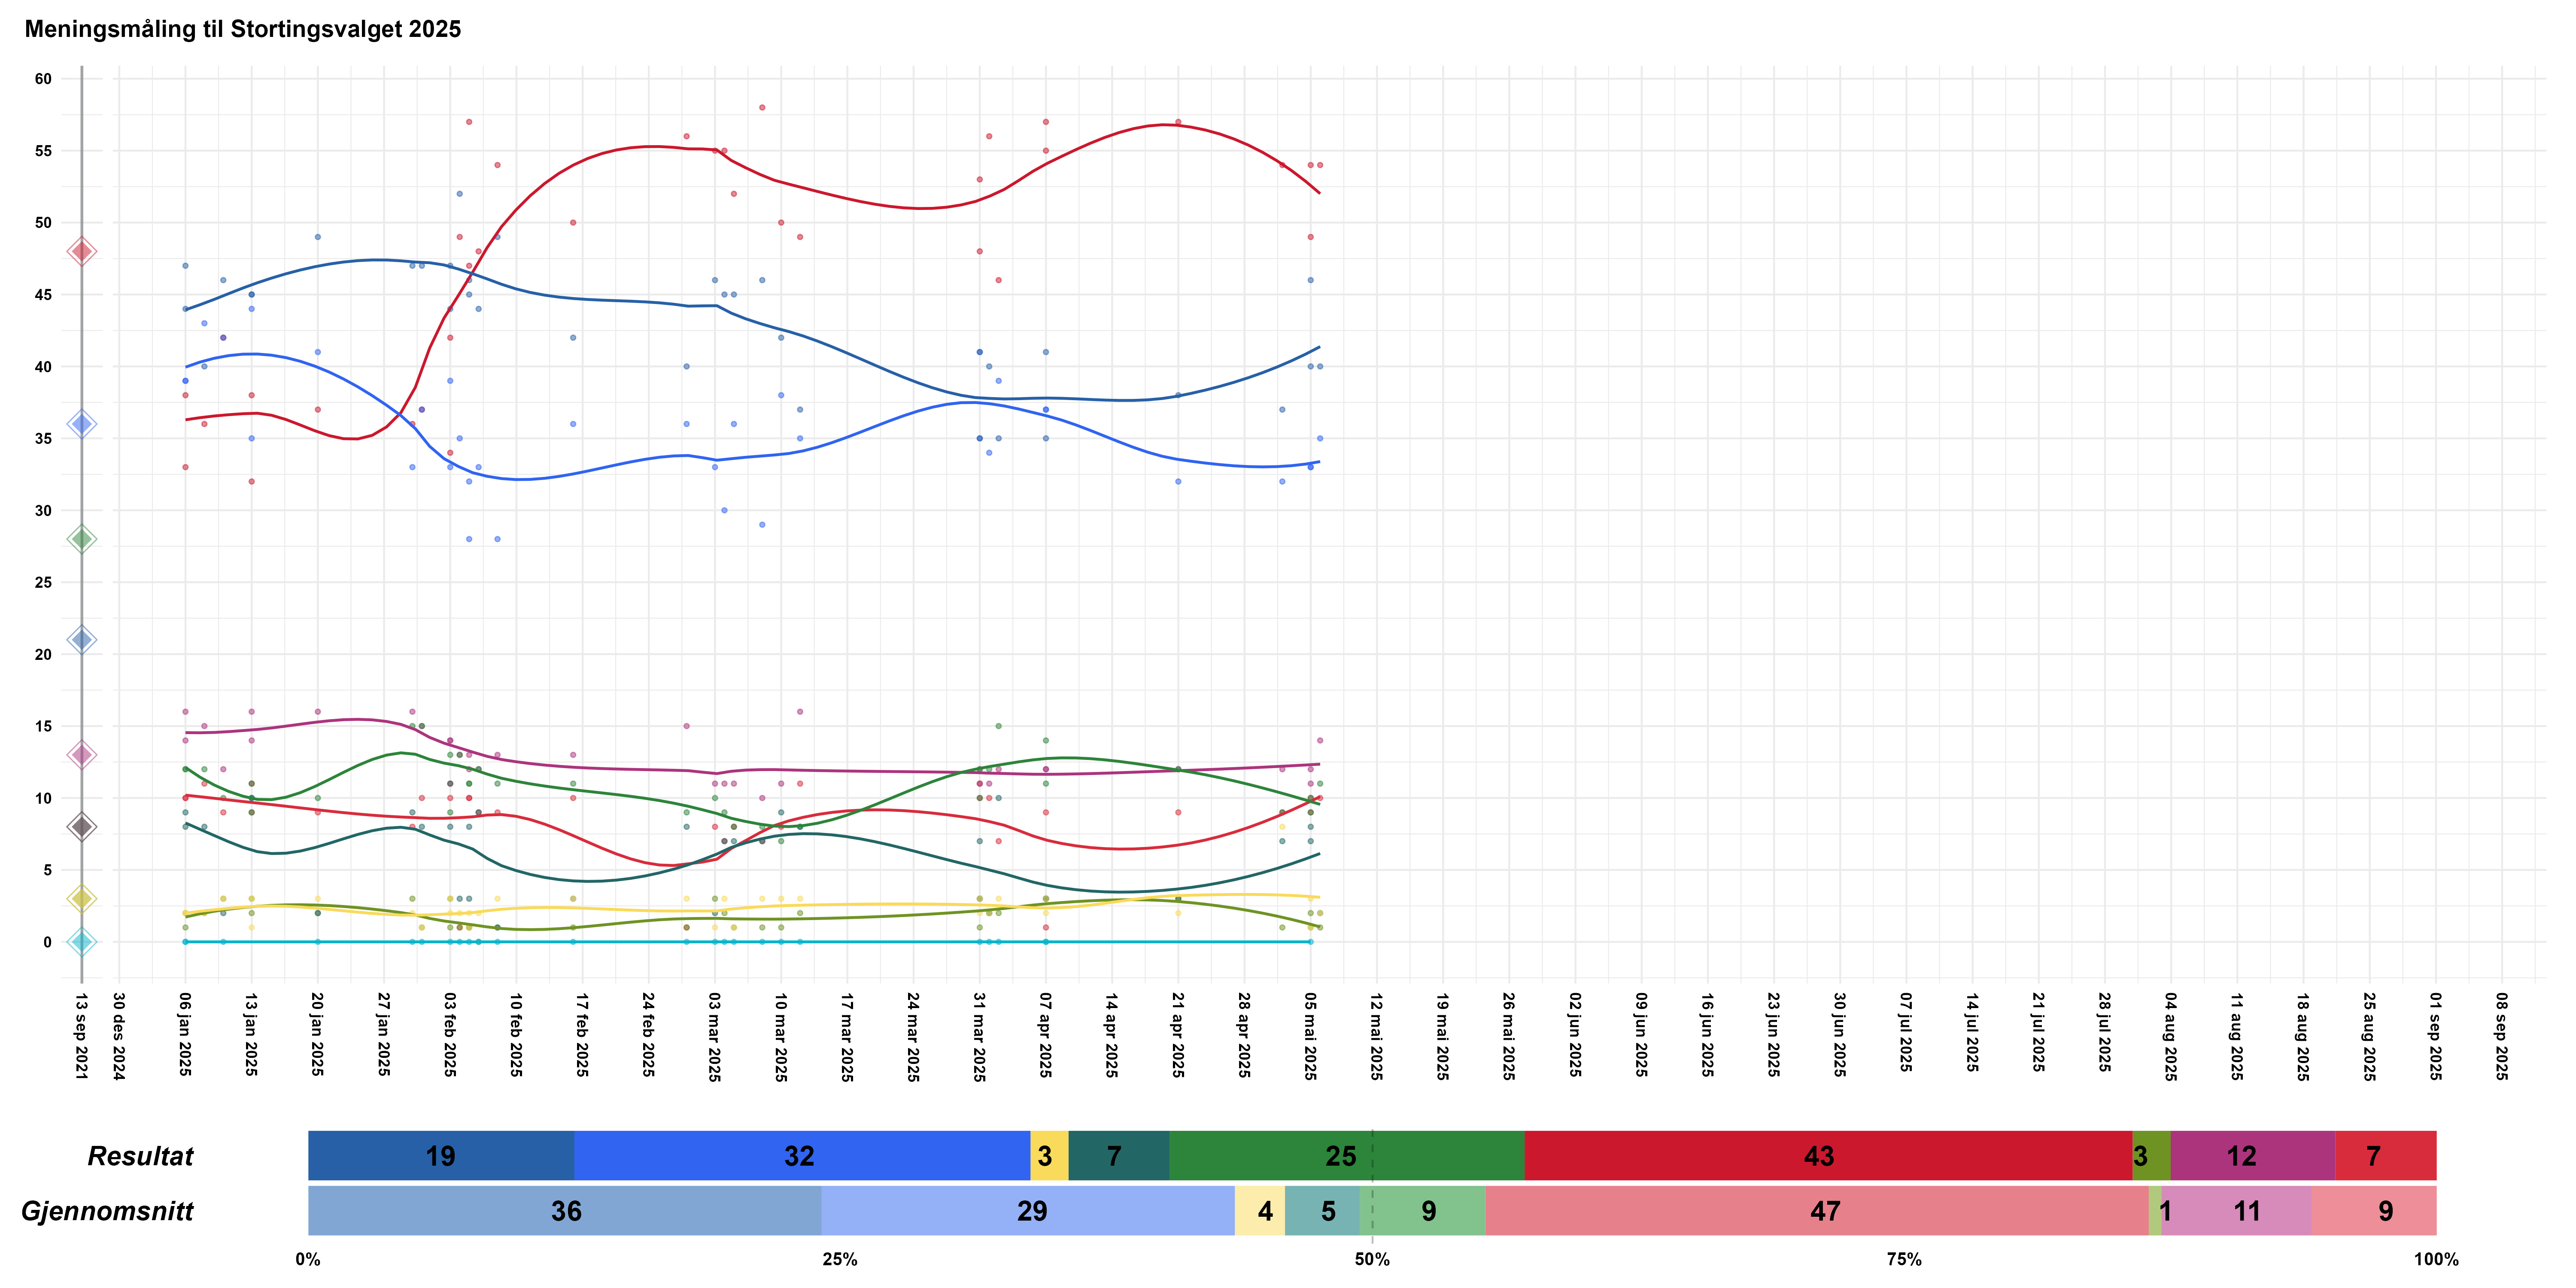 Meningsmåling til Stortingsvalget 2025
60
55
50
45
40
35
30
25
20
15
10
5
0
13 sep 2021
30 des 2024
06 jan 2025
13 jan 2025
20 jan 2025
27 jan 2025
03 feb 2025
10 feb 2025
17 feb 2025
24 feb 2025
03 mar 2025
10 mar 2025
17 mar 2025
24 mar 2025
31 mar 2025
07 apr 2025
14 apr 2025
21 apr 2025
28 apr 2025
05 mai 2025
12 mai 2025
19 mai 2025
26 mai 2025
02 jun 2025
09 jun 2025
16 jun 2025
23 jun 2025
30 jun 2025
07 jul 2025
14 jul 2025
21 jul 2025
28 jul 2025
04 aug 2025
11 aug 2025
18 aug 2025
25 aug 2025
01 sep 2025
08 sep 2025
Resultat 19 32 3 7 25 43 3 12 7
Gjennomsnitt 36 29 4 5 9 47 1 11 9
0% 25% 50% 75% 100%